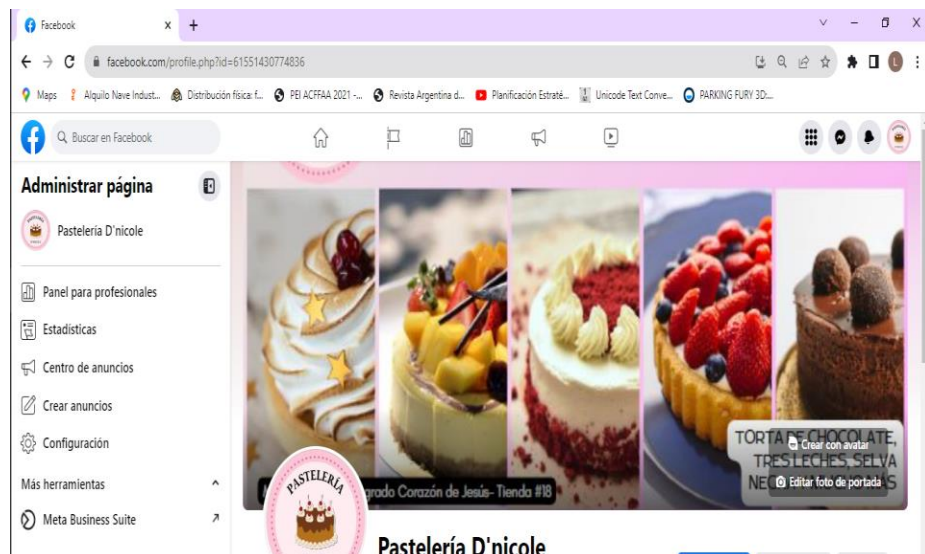 Facebook
facebook.com/profile.php?id=61551430774836
Maps
Alquilo Nave Indust...
Distribución física: f...
PEI ACFFAA 2021 -...
Revista Argentina d...
Planificación Estraté...
Unicode Text Conve...
PARKING FURY 3D:...
L
Buscar en Facebook
Administrar página
Pastelería D'nicole
Panel para profesionales
Estadísticas
Centro de anuncios
Crear anuncios
Configuración
Más herramientas
Meta Business Suite
TORTA DE CHOCOLATE,
TRES LECHES, SELVA
Crear con avatar
Editar foto de portada
grado Corazón de Jesús- Tienda #18
PASTELERÍA
Pastelería D'nicole